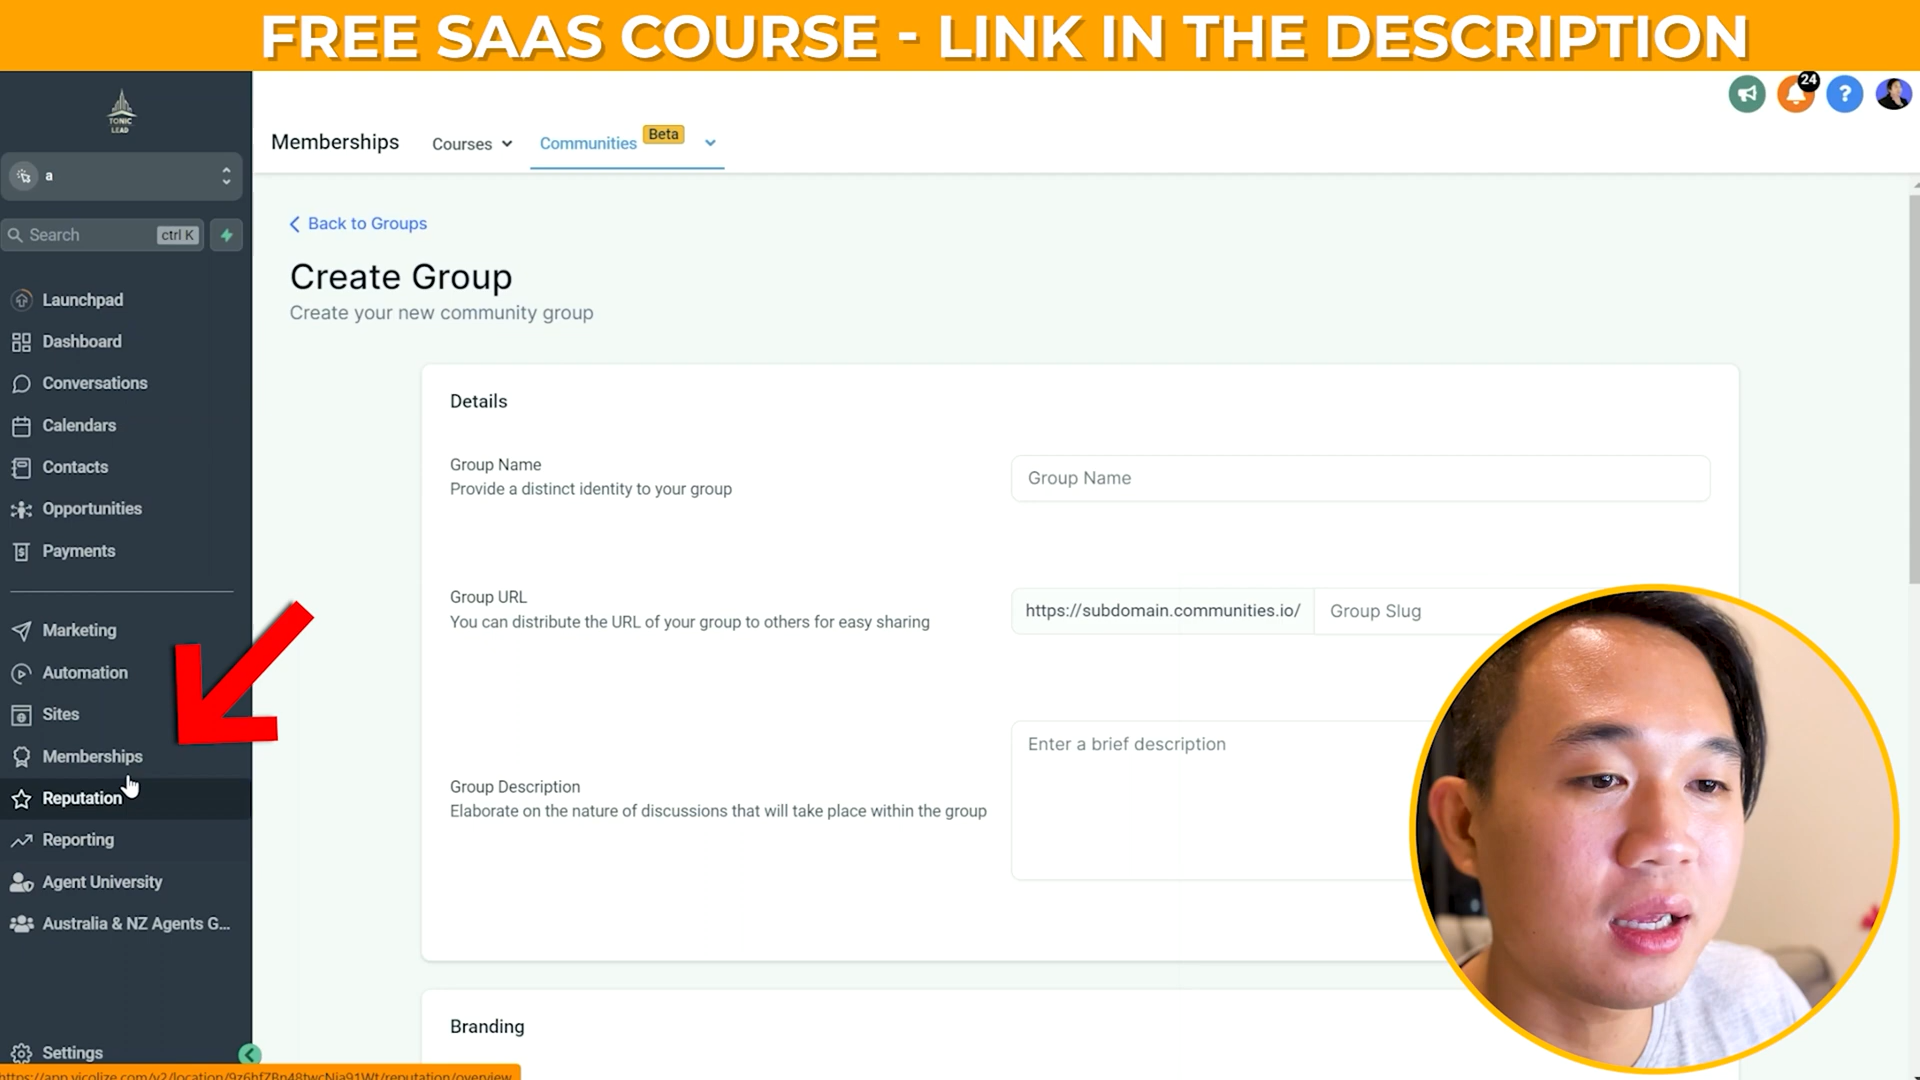 FREE SAAS COURSE - LINK IN THE DESCRIPTION
TONIC
LEAD
24
?
Memberships
Courses
Communities
Beta
a
Search
ctrl K
Back to Groups
Create Group
Create your new community group
Launchpad
Dashboard
Conversations
Calendars
Contacts
Opportunities
Payments
Marketing
Automation
Sites
Memberships
Reputation
Reporting
Agent University
Australia & NZ Agents G...
Settings
Details
Group Name
Provide a distinct identity to your group
Group Name
Group URL
You can distribute the URL of your group to others for easy sharing
https://subdomain.communities.io/
Group Slug
Group Description
Elaborate on the nature of discussions that will take place within the group
Enter a brief description
Branding